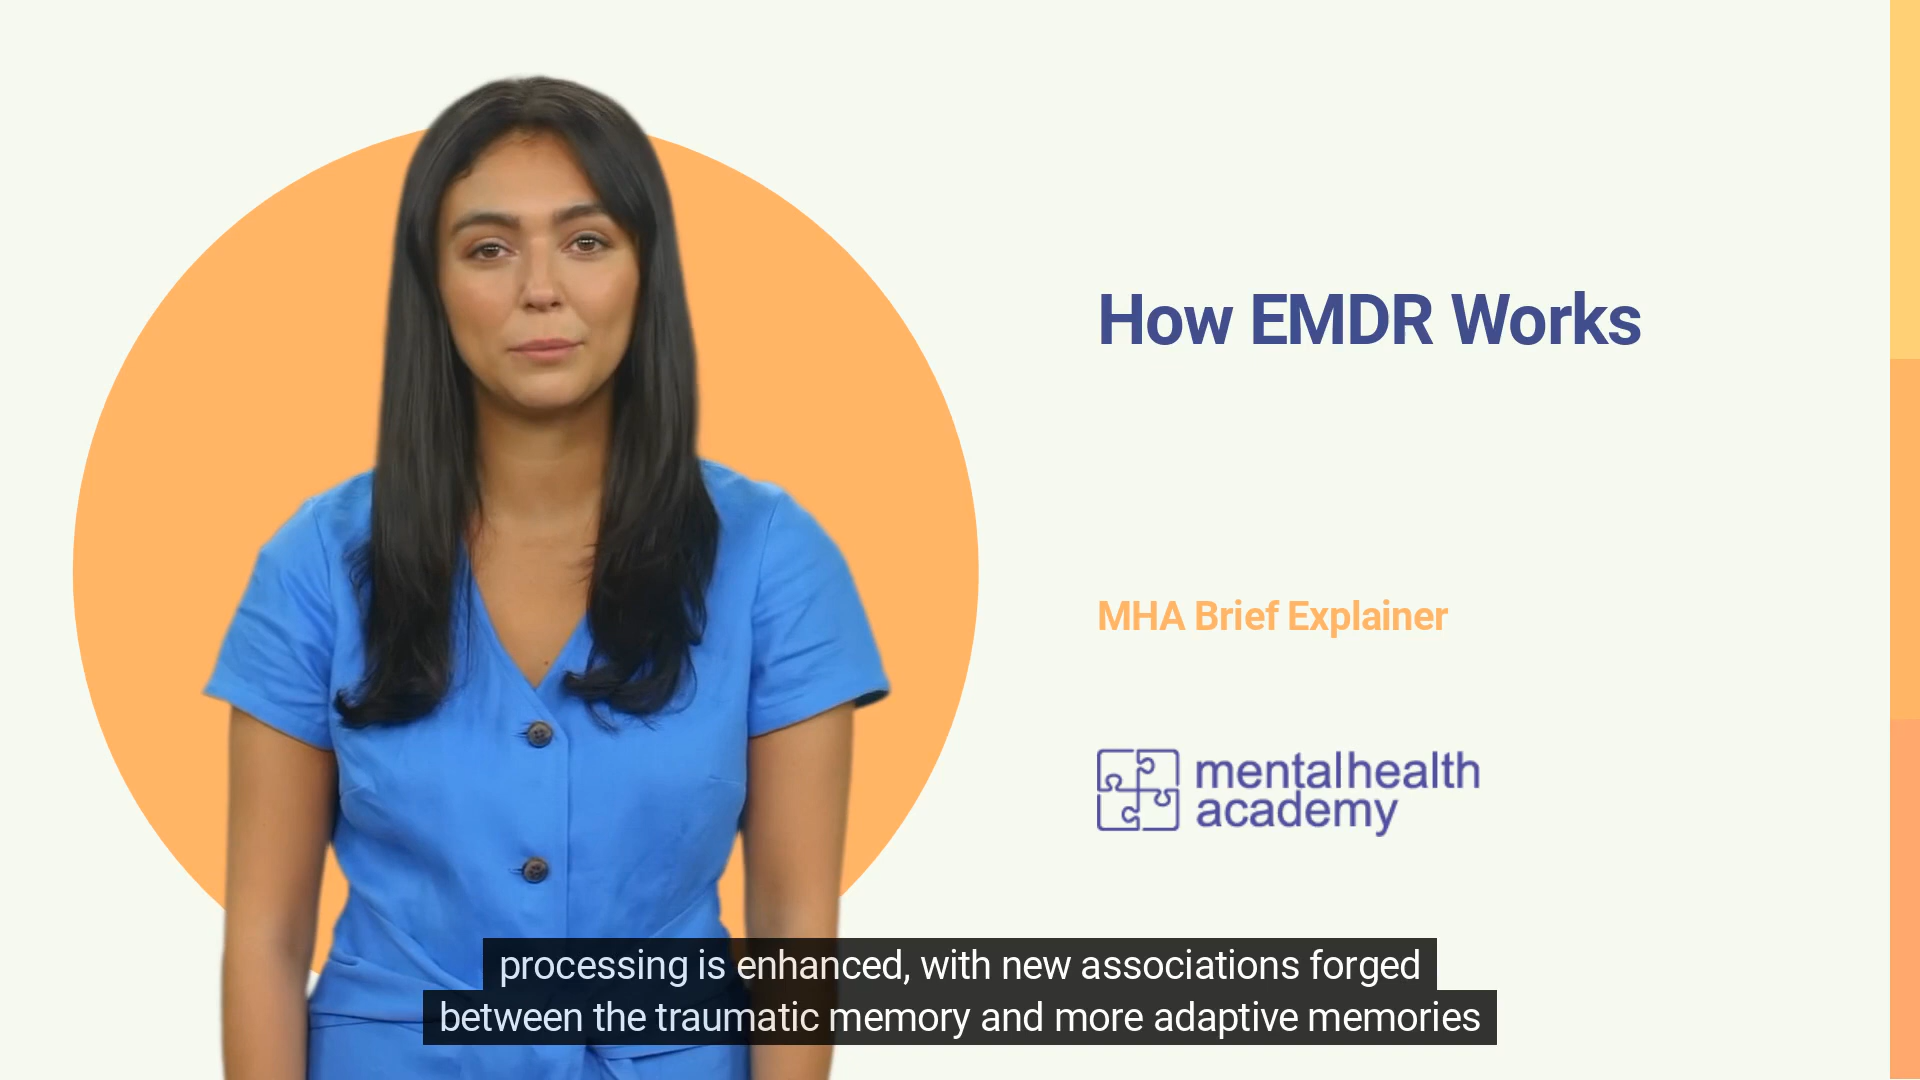 How EMDR Works
MHA Brief Explainer
mentalhealth
academy
processing is enhanced, with new associations forged
between the traumatic memory and more adaptive memories